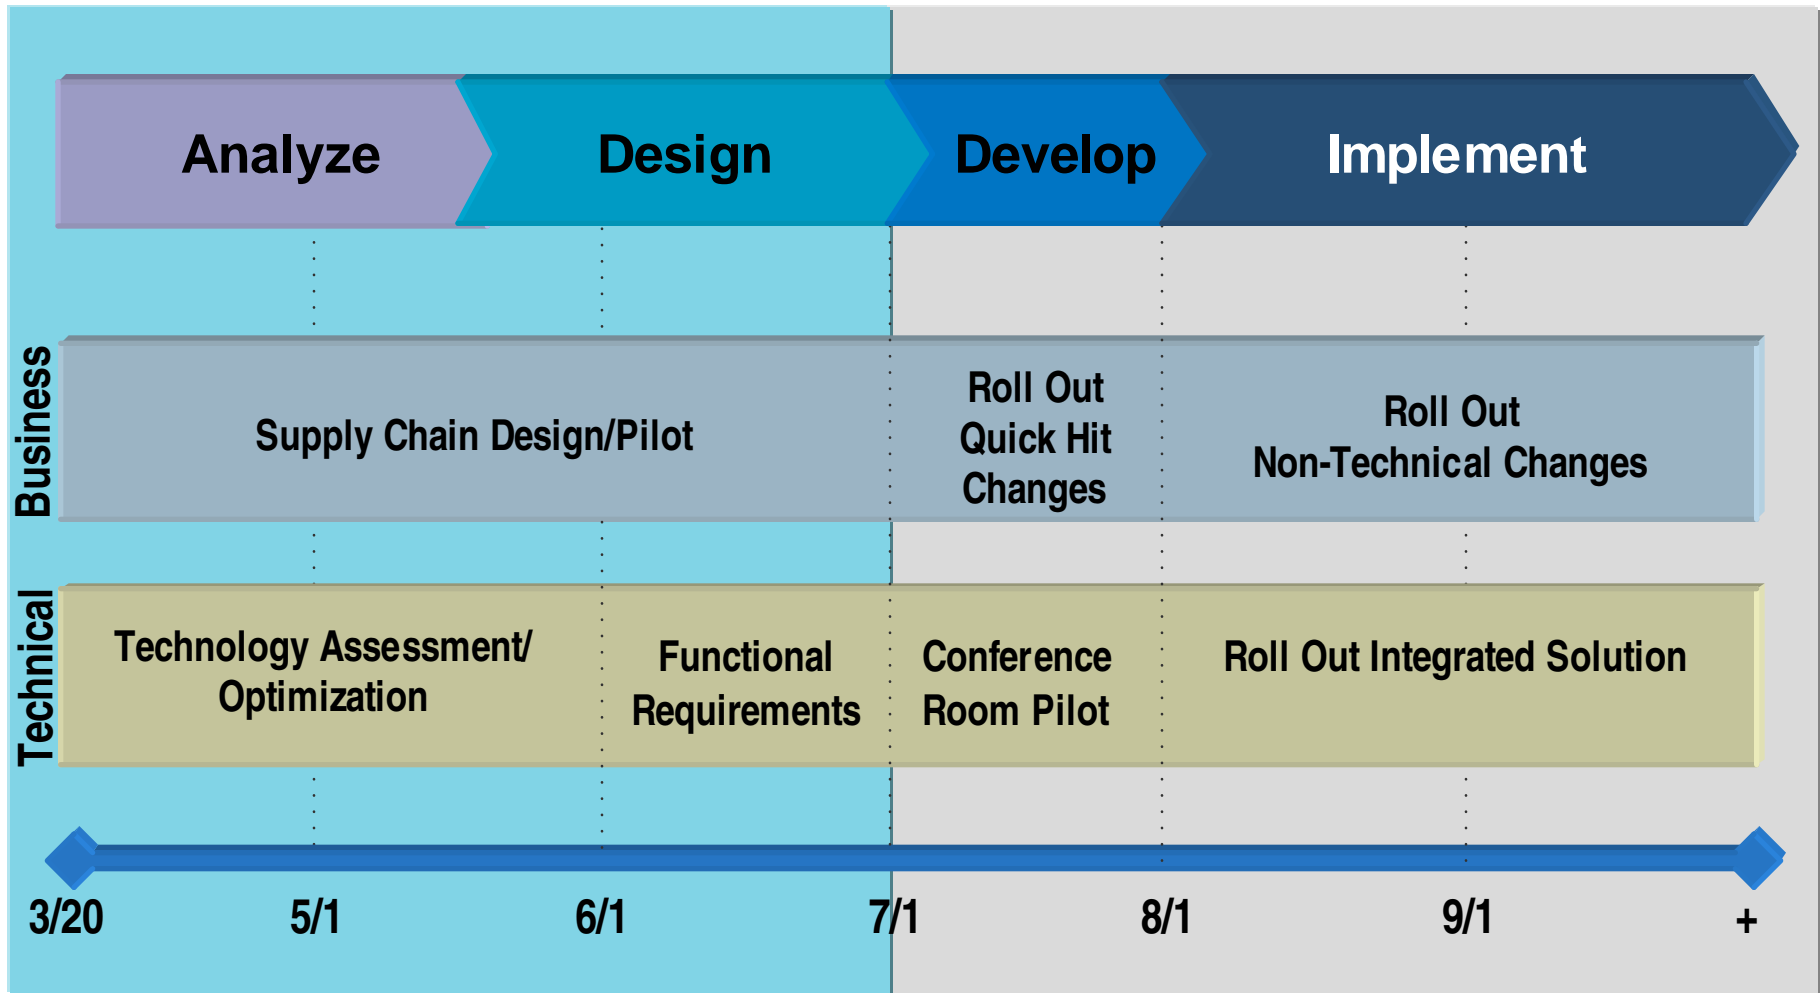 Analyze
Design
Develop
Implement
Business
Supply Chain Design/Pilot
Roll Out
Quick Hit
Changes
Roll Out
Non-Technical Changes
Technical
Technology Assessment/
Optimization
Functional
Requirements
Conference
Room Pilot
Roll Out Integrated Solution
3/20
5/1
6/1
7/1
8/1
9/1
+